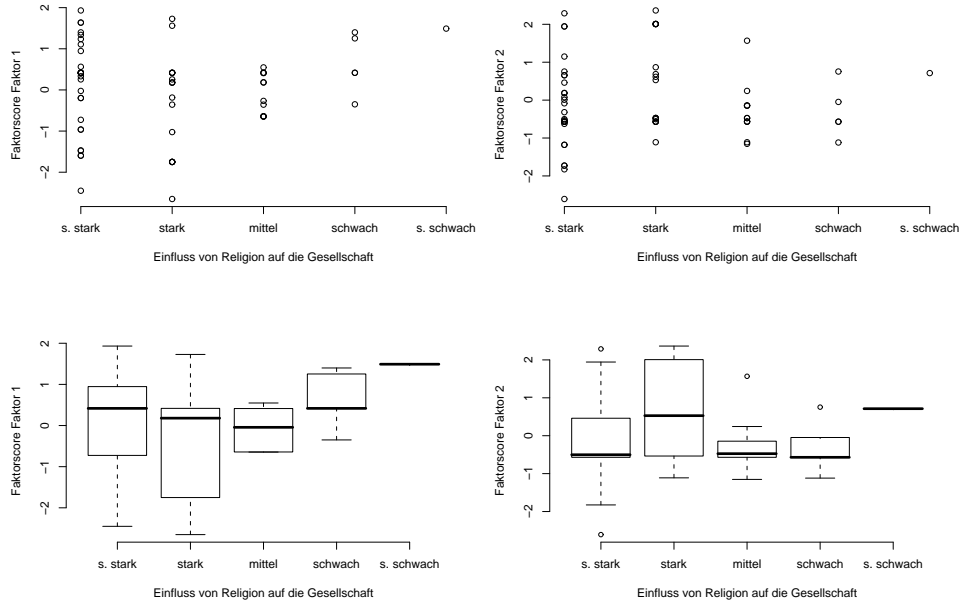 Faktorscore Faktor 1
2
1
0
−2
s. stark
stark
mittel
schwach
s. schwach
Einfluss von Religion auf die Gesellschaft
Faktorscore Faktor 2
2
1
0
−1
−2
s. stark
stark
mittel
schwach
s. schwach
Einfluss von Religion auf die Gesellschaft
Faktorscore Faktor 1
2
1
0
−1
−2
s. stark
stark
mittel
schwach
s. schwach
Einfluss von Religion auf die Gesellschaft
Faktorscore Faktor 2
2
1
0
−1
−2
s. stark
stark
mittel
schwach
s. schwach
Einfluss von Religion auf die Gesellschaft